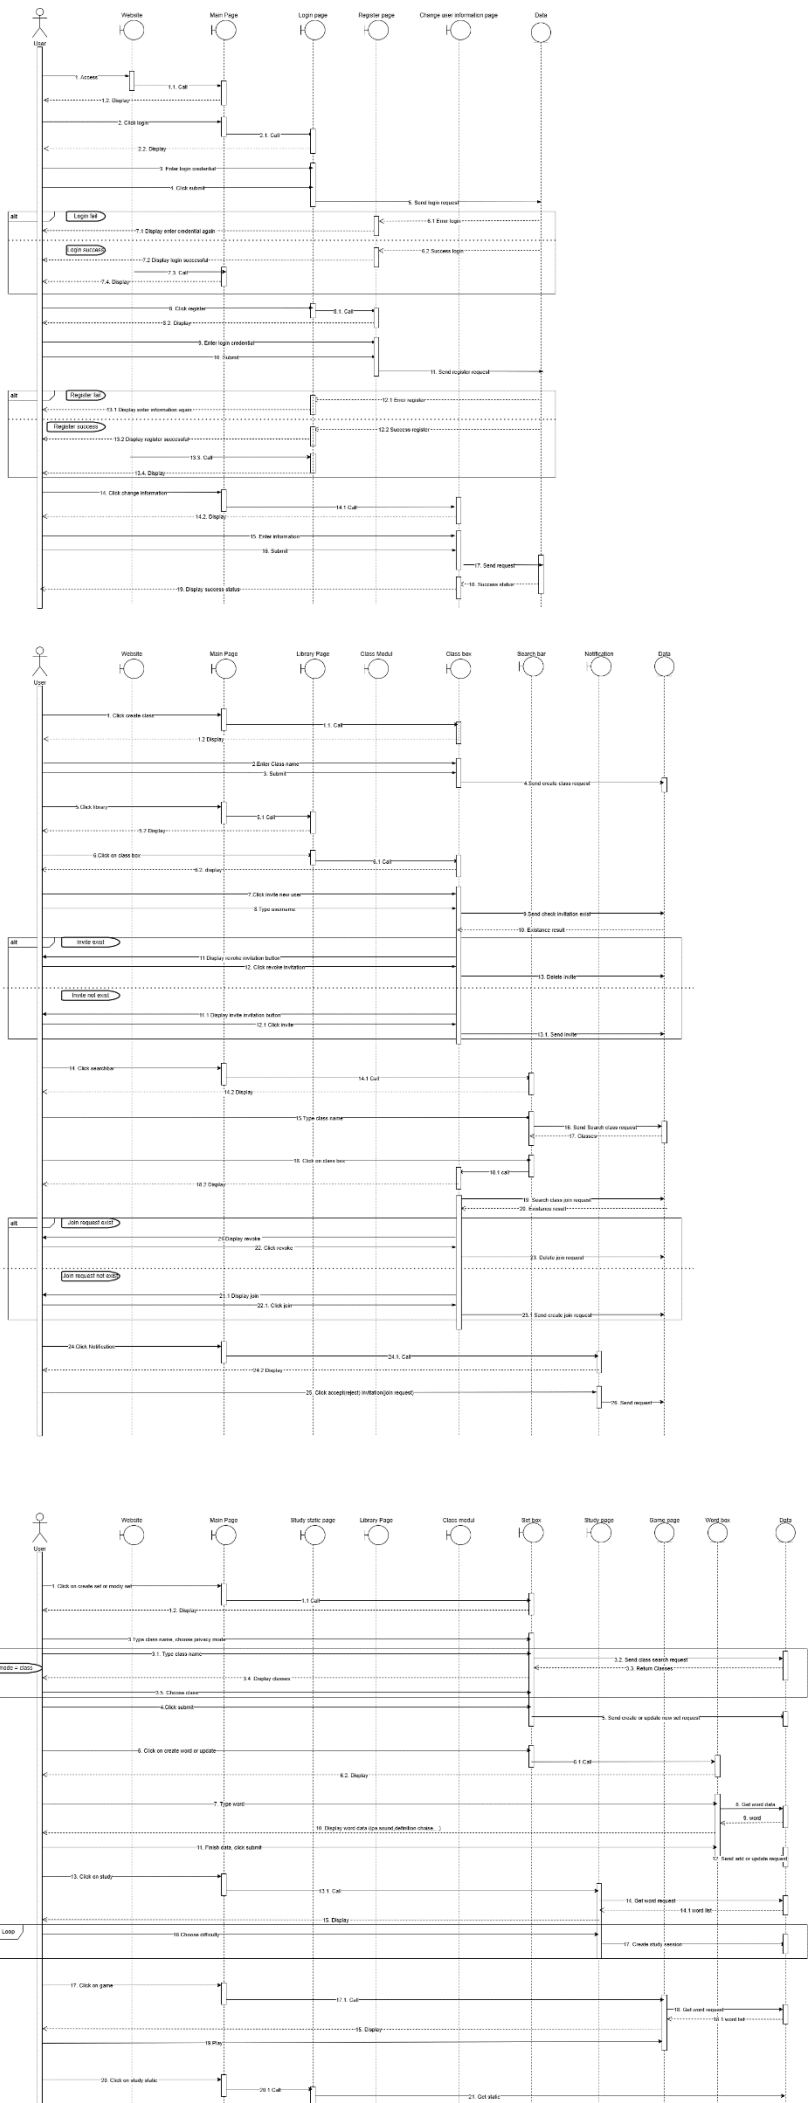 Website
Main Page
Login page
Register page
Change user information page
Data
User
1. Access
1.1. Call
1.2. Display
2. Click login
2.1. Call
2.2. Display
3. Enter login credential
4. Click submit
5. Send login request
alt
Login fail
6.1 Error login
7.1 Display enter credential again
Login success
6.2 Success login
7.2 Display login successful
7.3. Call
7.4. Display
8. Click register
8.1. Call
8.2. Display
9. Enter login credential
10. Submit
11. Send register request
alt
Register fail
12.1 Error register
13.1 Display enter information again
Register success
12.2 Success register
13.2 Display register successful
13.3. Call
13.4. Display
14. Click change information
14.1 Call
14.2. Display
15. Enter information
16. Submit
17. Send request
18. Success status
19. Display success status
Website
Main Page
Library Page
Class Modul
Class box
Search bar
Notification
Data
User
1. Click create class
1.1. Call
1.2 Display
2.Enter Class name
3. Submit
4.Send create class request
5.Click library
5.1 Call
5.2 Display
6.Click on class box
6.1 Call
6.2. display
7.Click invite new user
8.Type username
9.Send check invitation exist
10. Existance result
alt
Invite exist
11 Display revoke invitation button
12. Click revoke invitation
13. Delete invite
Invite not exist
11.1 Display invite invitation button
12.1 Click invite
13.1. Send invite
14. Click searchbar
14.1 Call
14.2 Display
15.Type class name
16. Send Search class request
17. Classes
18. Click on class box
18.1 call
18.2 Display
19. Search class join request
20. Existance result
alt
Join request exist
21.Display revoke
22. Click revoke
23. Delete join request
Join request not exist
21.1 Display join
22.1. Click join
23.1 Send create join request
24.Click Notification
24.1. Call
24.2 Display
25. Click accept(reject) invitation(join request)
26. Send request
Website
Main Page
Study static page
Library Page
Class modul
Set box
Study page
Game page
Word box
Data
User
1. Click on create set or modiy set
1.1 Call
1.2. Display
3.Type class name, choose privacy mode
3.1. Type class name
3.2. Send class search request
mode = class
3.3. Return Classes
3.4. Display classes
3.5. Choose class
4.Click submit
5. Send create or update new set request
6. Click on create word or update
6.1 Call
6.2. Display
7. Type word
8. Get word data
9. word
10. Display word data (ipa,sound,definition choise,...)
11. Finish data, click submit
12. Send add or update request
13. Click on study
13.1. Call
14. Get word request
14.1 word list
15. Display
Loop
16.Choose difficulty
17. Create study session
17. Click on game
17.1. Call
18. Get word request
18.1 word list
19.Play
20. Click on study static
20.1 Call
21. Get static